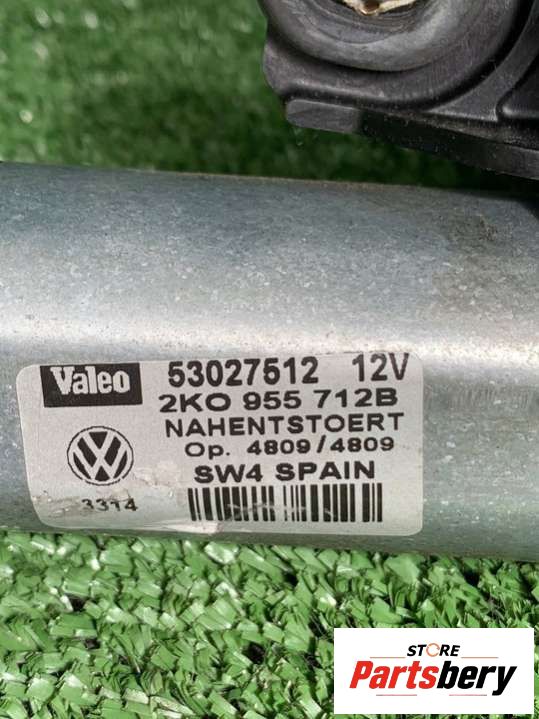 Valeo 53027512 12V
2KO 955 712B
NAHENTSTOERT
Op. 4809/4809
SW4 SPAIN
3314
STORE
Partsbery